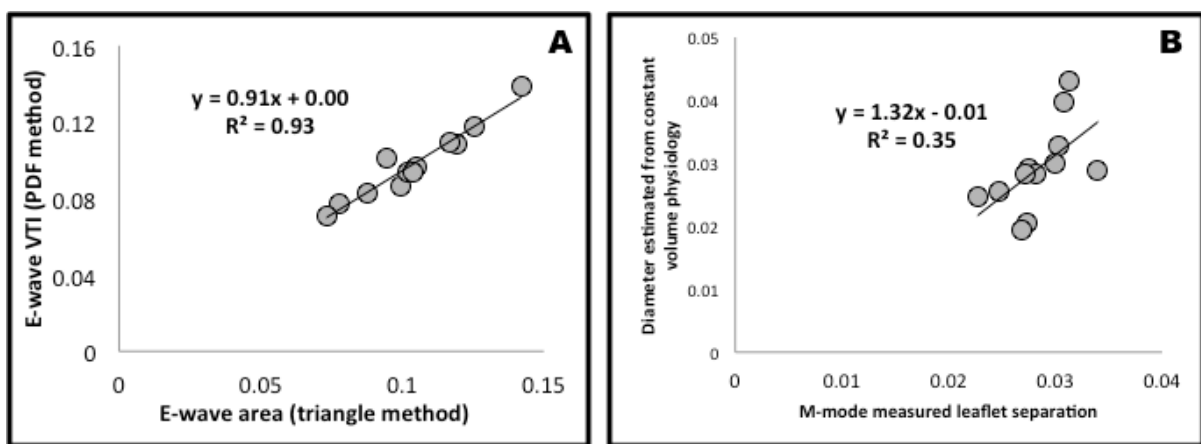 A
0.16
0.12
0.08
0.04
0
E-wave VTI (PDF method)
y = 0.91x + 0.00
R² = 0.93
0
0.05
0.1
0.15
E-wave area (triangle method)
B
0.05
0.04
0.03
0.02
0.01
0
Diameter estimated from constant
volume physiology
y = 1.32x - 0.01
R² = 0.35
0
0.01
0.02
0.03
0.04
M-mode measured leaflet separation